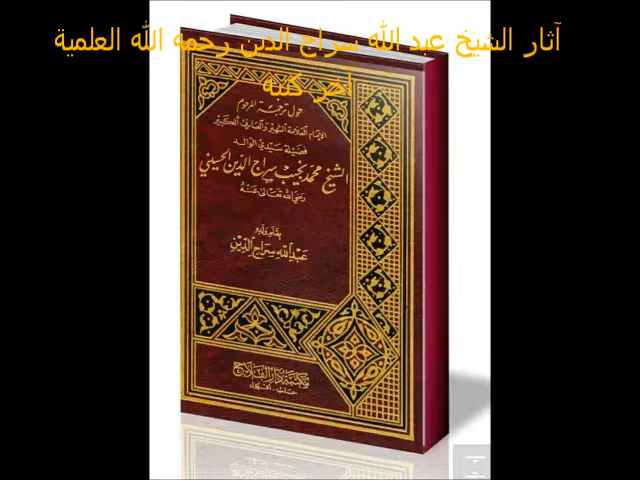 آثار الشيخ عبد الله سراج الدين رحمه الله العلمية
آخر كتبه
حول ترجمة المرحوم
الإمام العلامة الشهير والعارف الكبير
فضيلة سيدي الوالد
الشيخ محمد نجيب سراج الدين الحسيني
رضي الله تعالى عنه
بقلم ولده
عبد الله سراج الدين
مكتبة دار الفلاح
حلب - أقيول